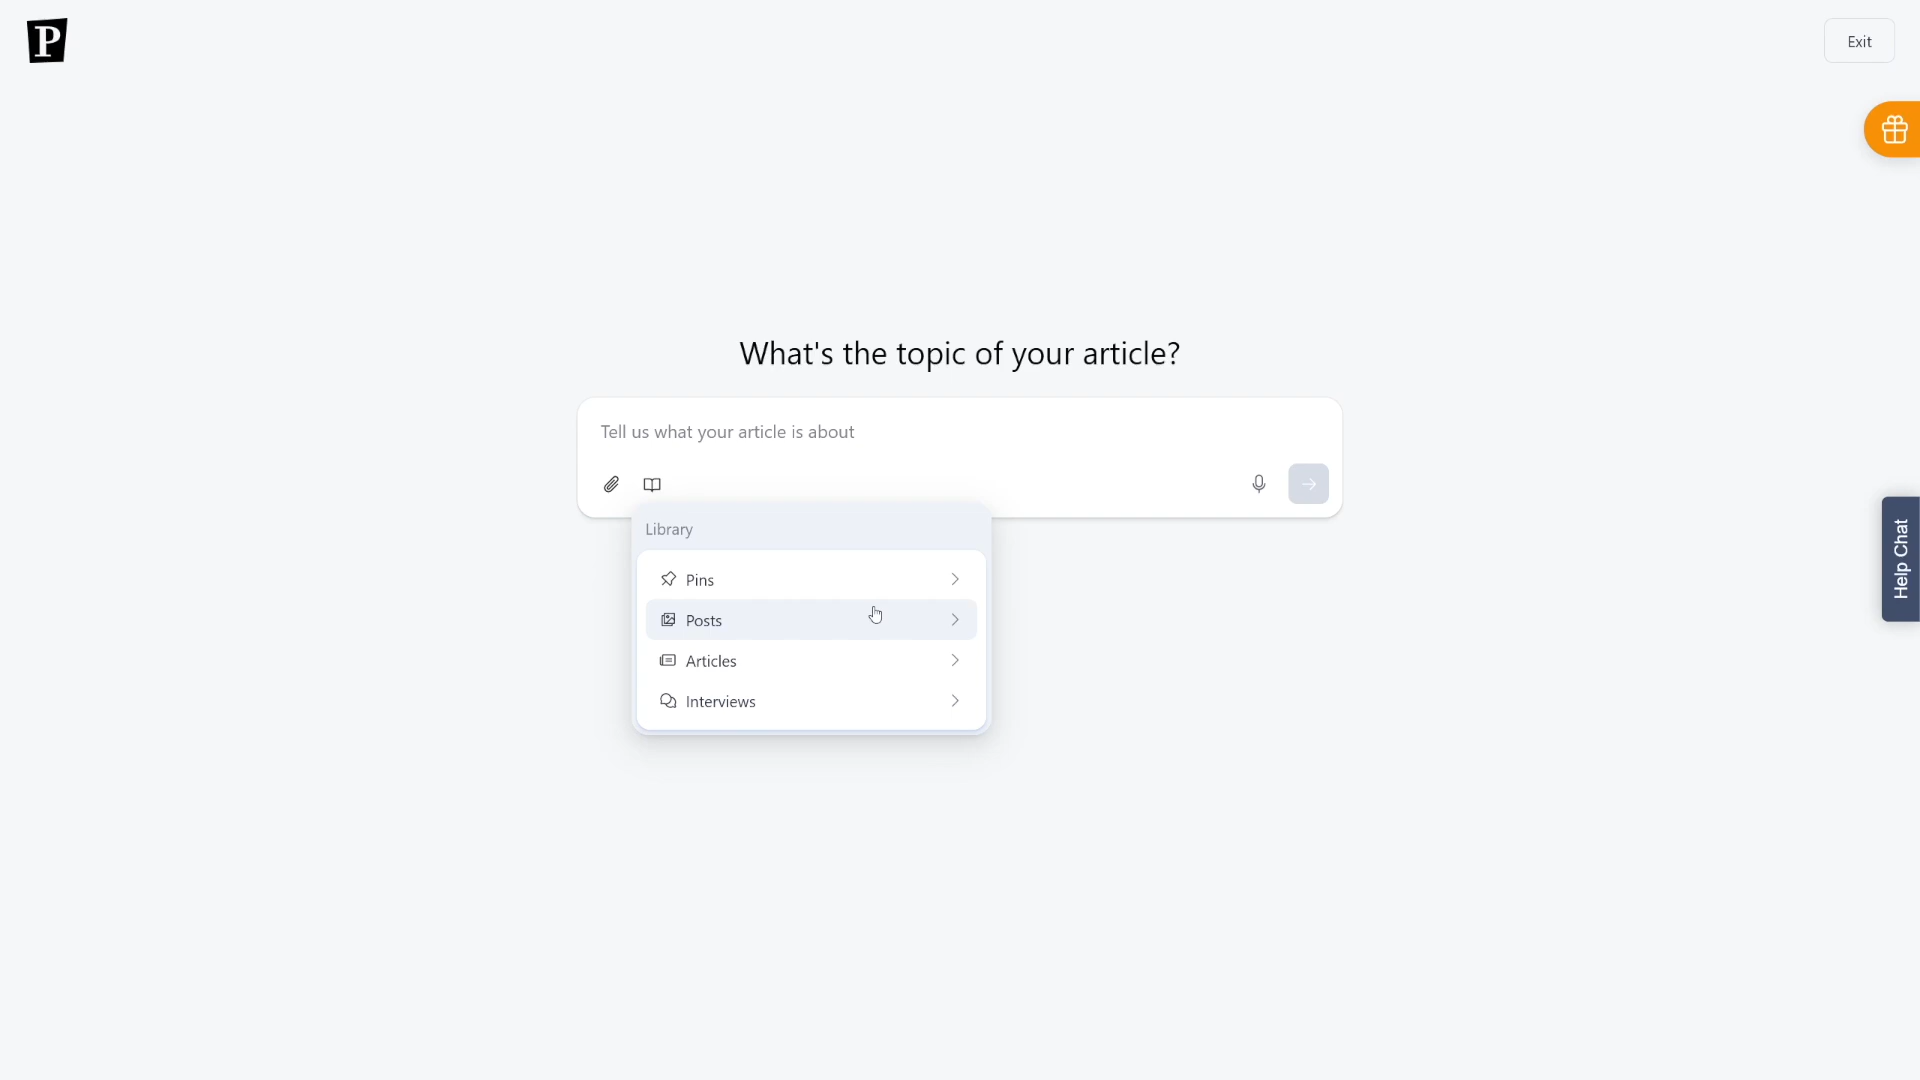 P
Exit
What's the topic of your article?
Tell us what your article is about
Library
Pins
Posts
Articles
Interviews
Help Chat